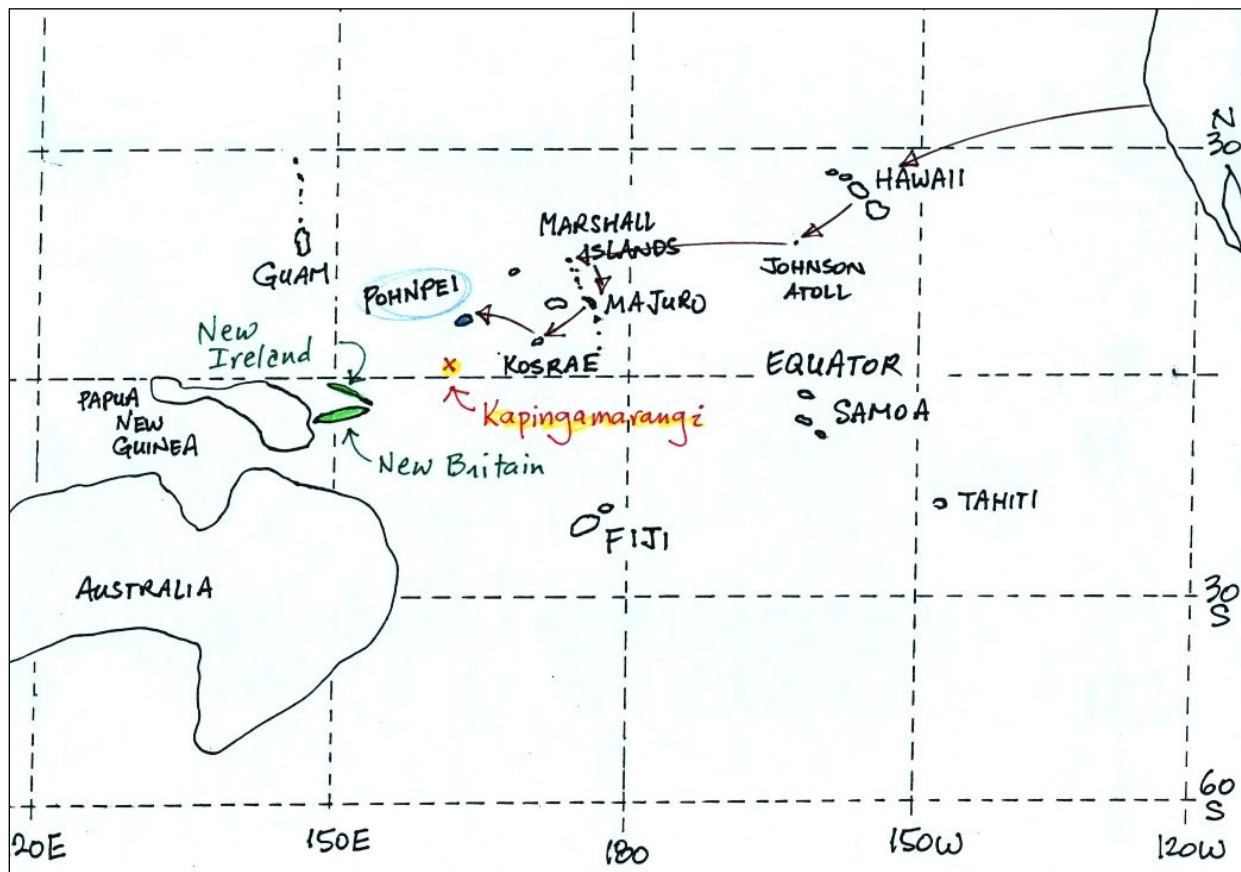 N
30
HAWAII
MARSHALL
ISLANDS
JOHNSON
ATOLL
GUAM
POHNPEI
MAJURO
New
Ireland
KOSRAE
EQUATOR
PAPUA
NEW
GUINEA
Kapingamarangi
SAMOA
New Britain
TAHITI
FIJI
AUSTRALIA
30
S
60
S
20E
150E
180
150W
120W